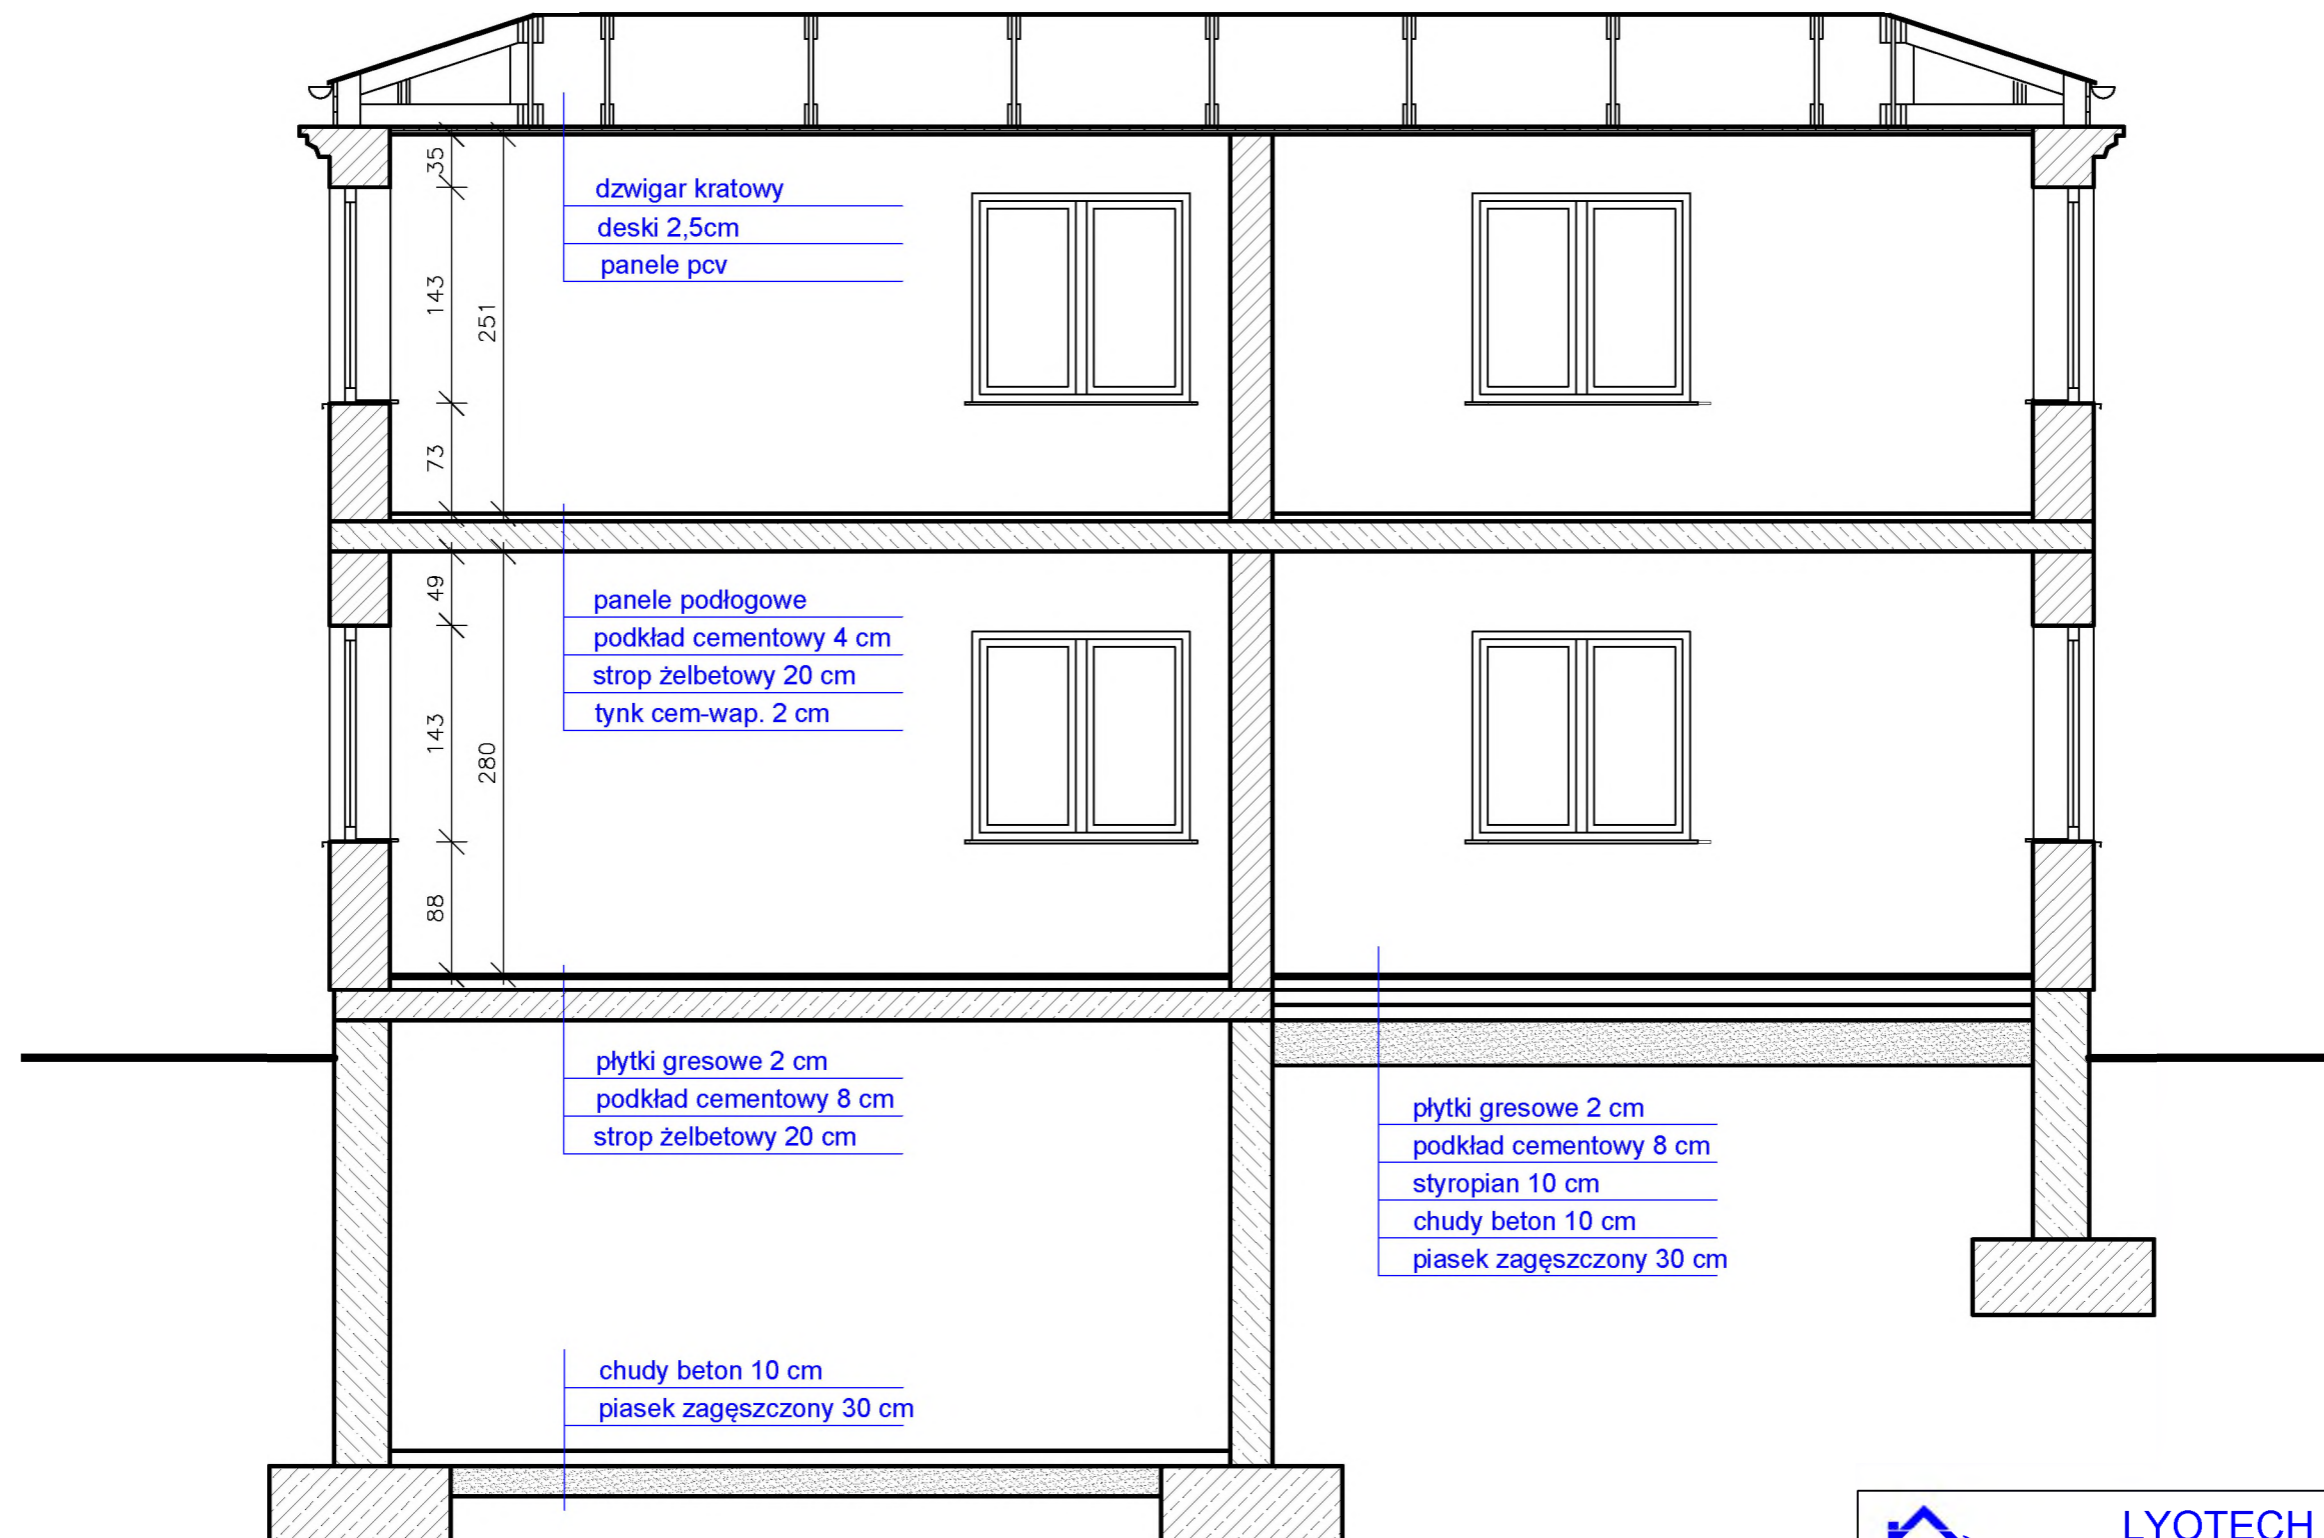 35
dzwigar kratowy
deski 2,5cm
panele pcv
143
251
73
49
panele podłogowe
podkład cementowy 4 cm
strop żelbetowy 20 cm
tynk cem-wap. 2 cm
143
280
88
płytki gresowe 2 cm
podkład cementowy 8 cm
strop żelbetowy 20 cm
płytki gresowe 2 cm
podkład cementowy 8 cm
styropian 10 cm
chudy beton 10 cm
piasek zagęszczony 30 cm
chudy beton 10 cm
piasek zagęszczony 30 cm
LYOTECH